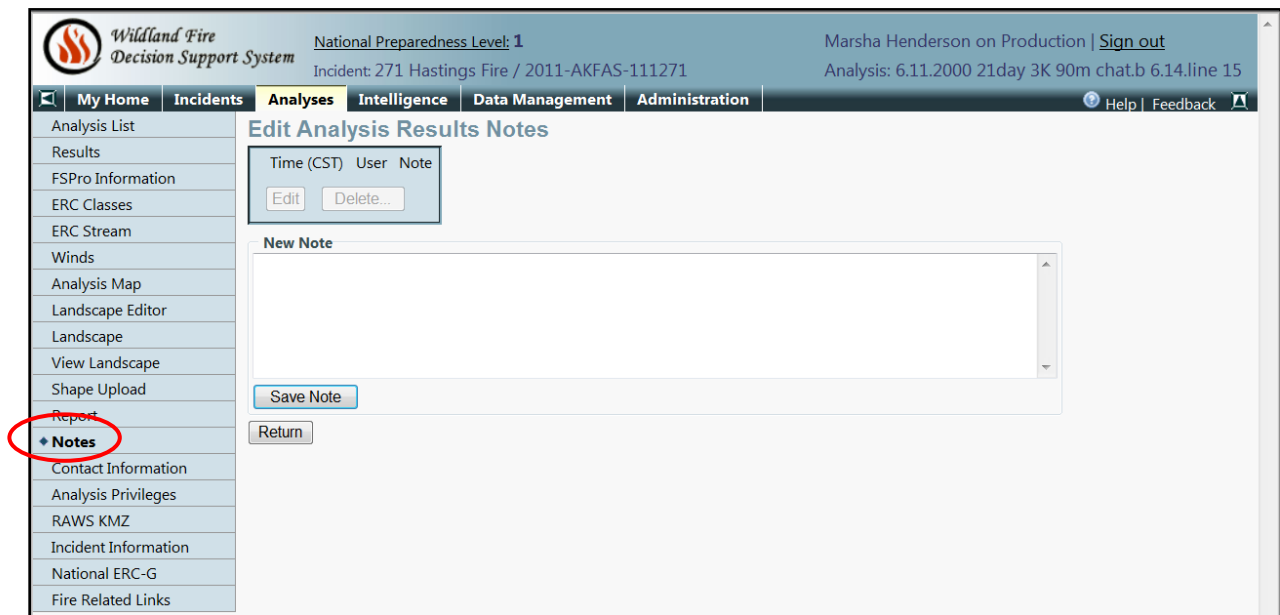 Wildland Fire
Decision Support System
National Preparedness Level: 1
Incident: 271 Hastings Fire / 2011-AKFAS-111271
Marsha Henderson on Production | Sign out
Analysis: 6.11.2000 21day 3K 90m chat.b 6.14.line 15
My Home Incidents Analyses Intelligence Data Management Administration
Help | Feedback
Analysis List
Results
FSPro Information
ERC Classes
ERC Stream
Winds
Analysis Map
Landscape Editor
Landscape
View Landscape
Shape Upload
Report
Notes
Contact Information
Analysis Privileges
RAWS KMZ
Incident Information
National ERC-G
Fire Related Links
Edit Analysis Results Notes
Time (CST) User Note
Edit Delete...
New Note
Save Note
Return